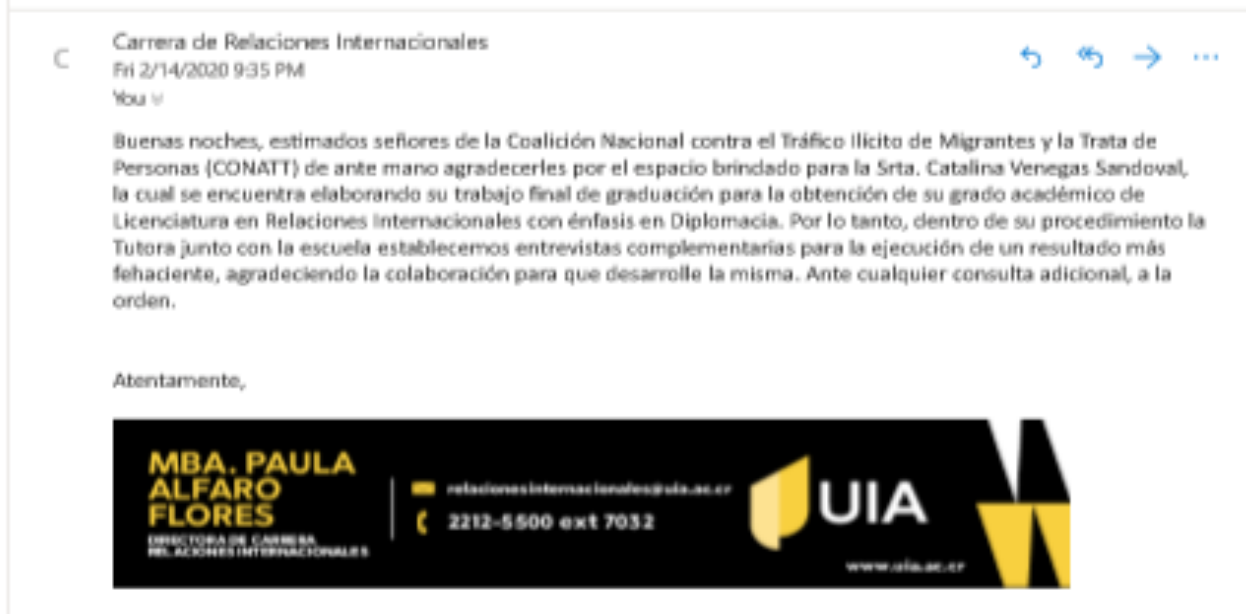 C
Carrera de Relaciones Internacionales
Fri 2/14/2020 9:35 PM
You
Buenas noches, estimados señores de la Coalición Nacional contra el Tráfico Ilícito de Migrantes y la Trata de
Personas (CONATT) de ante mano agradecerles por el espacio brindado para la Srta. Catalina Venegas Sandoval,
la cual se encuentra elaborando su trabajo final de graduación para la obtención de su grado académico de
Licenciatura en Relaciones Internacionales con énfasis en Diplomacia. Por lo tanto, dentro de su procedimiento la
Tutora junto con la escuela establecemos entrevistas complementarias para la ejecución de un resultado más
fehaciente, agradeciendo la colaboración para que desarrolle la misma. Ante cualquier consulta adicional, a la
orden.
Atentamente,
MBA. PAULA
ALFARO
FLORES
DIRECTORA DE CARRERA
RELACIONES INTERNACIONALES
relacionesinternacionales@uia.ac.cr
2212-5500 ext 7032
UIA
www.uia.ac.cr